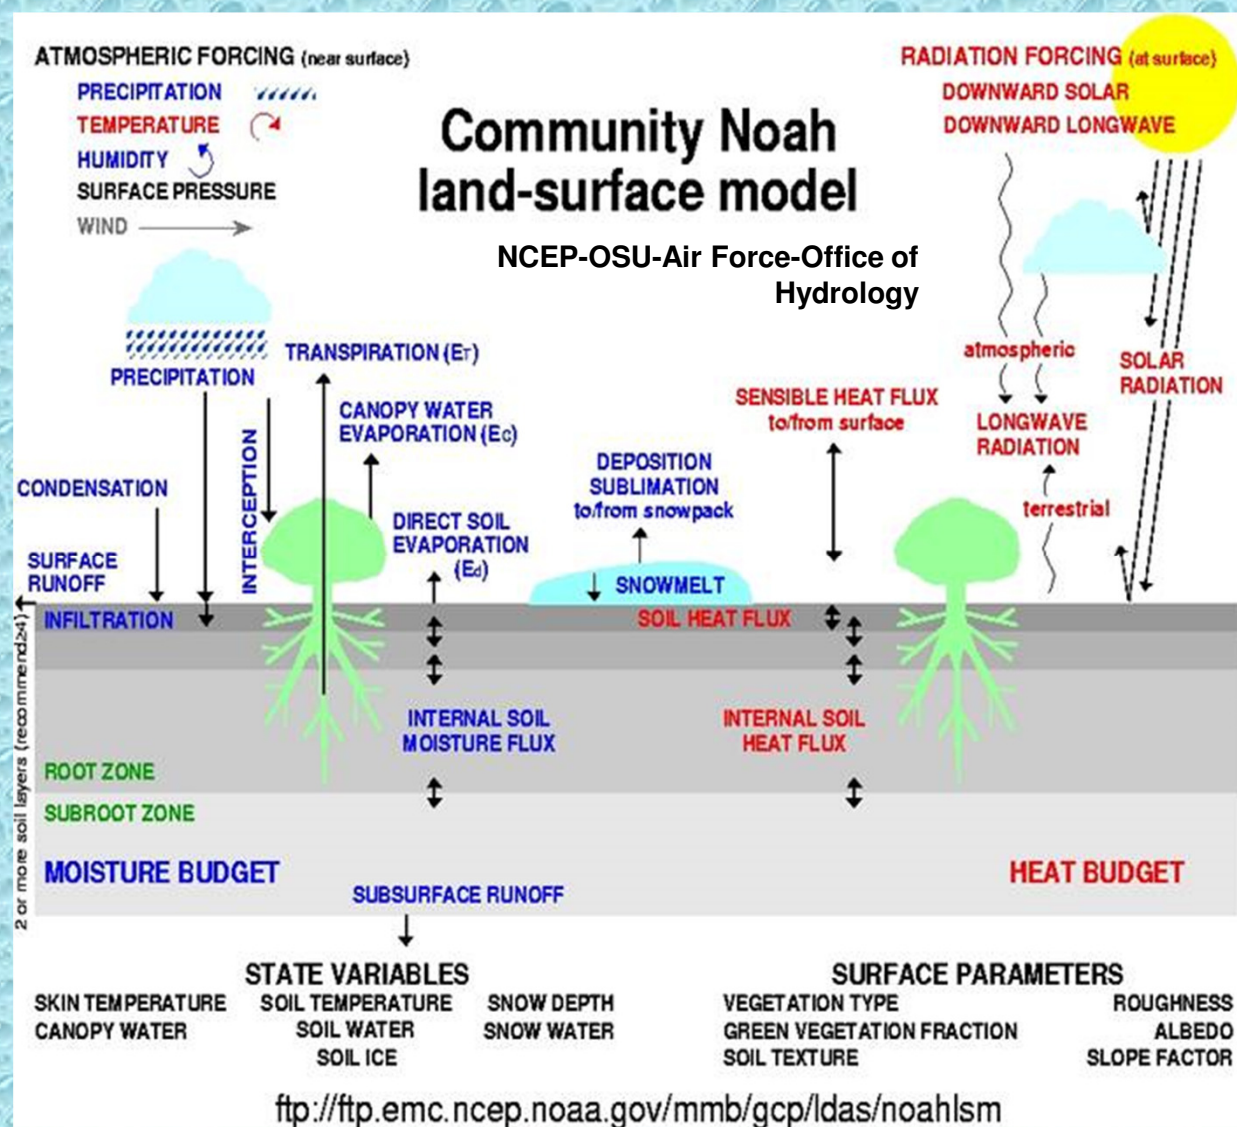 ATMOSPHERIC FORCING (near surface)
PRECIPITATION
TEMPERATURE
HUMIDITY
SURFACE PRESSURE
WIND
Community Noah
land-surface model
NCEP-OSU-Air Force-Office of
Hydrology
RADIATION FORCING (at surface)
DOWNWARD SOLAR
DOWNWARD LONGWAVE
PRECIPITATION
TRANSPIRATION (ET)
CANOPY WATER
EVAPORATION (EC)
INTERCEPTION
CONDENSATION
DIRECT SOIL
EVAPORATION
(Ed)
SURFACE
RUNOFF
INFILTRATION
DEPOSITION
SUBLIMATION
to/from snowpack
SNOWMELT
SENSIBLE HEAT FLUX
to/from surface
atmospheric
LONGWAVE
RADIATION
terrestrial
SOLAR
RADIATION
SOIL HEAT FLUX
INTERNAL SOIL
MOISTURE FLUX
INTERNAL SOIL
HEAT FLUX
ROOT ZONE
SUBROOT ZONE
2 or more soil layers (recommend≥4)
MOISTURE BUDGET
HEAT BUDGET
SUBSURFACE RUNOFF
STATE VARIABLES
SKIN TEMPERATURE SOIL TEMPERATURE SNOW DEPTH
CANOPY WATER SOIL WATER SNOW WATER
SOIL ICE
SURFACE PARAMETERS
VEGETATION TYPE ROUGHNESS
GREEN VEGETATION FRACTION ALBEDO
SOIL TEXTURE SLOPE FACTOR
ftp://ftp.emc.ncep.noaa.gov/mmb/gcp/ldas/noahlsm